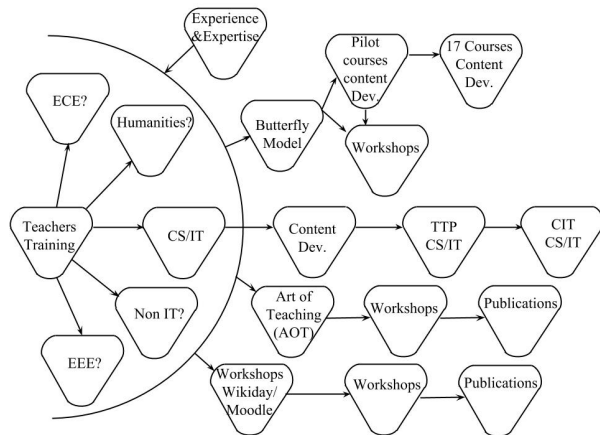 Experience
&Expertise
Pilot
courses
content
Dev.
17 Courses
Content
Dev.
ECE?
Humanities?
Butterfly
Model
Workshops
Teachers
Training
CS/IT
Content
Dev.
TTP
CS/IT
CIT
CS/IT
Non IT?
Art of
Teaching
(AOT)
Workshops
Publications
EEE?
Workshops
Wikiday/
Moodle
Workshops
Publications